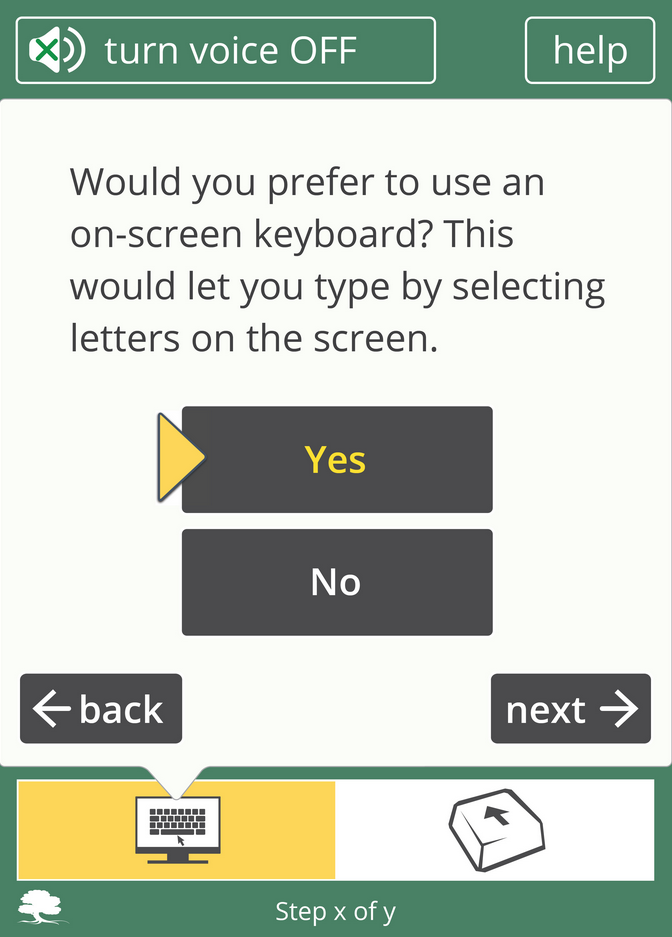 turn voice OFF
help
Would you prefer to use an
on-screen keyboard? This
would let you type by selecting
letters on the screen.
Yes
No
back
next
Step x of y